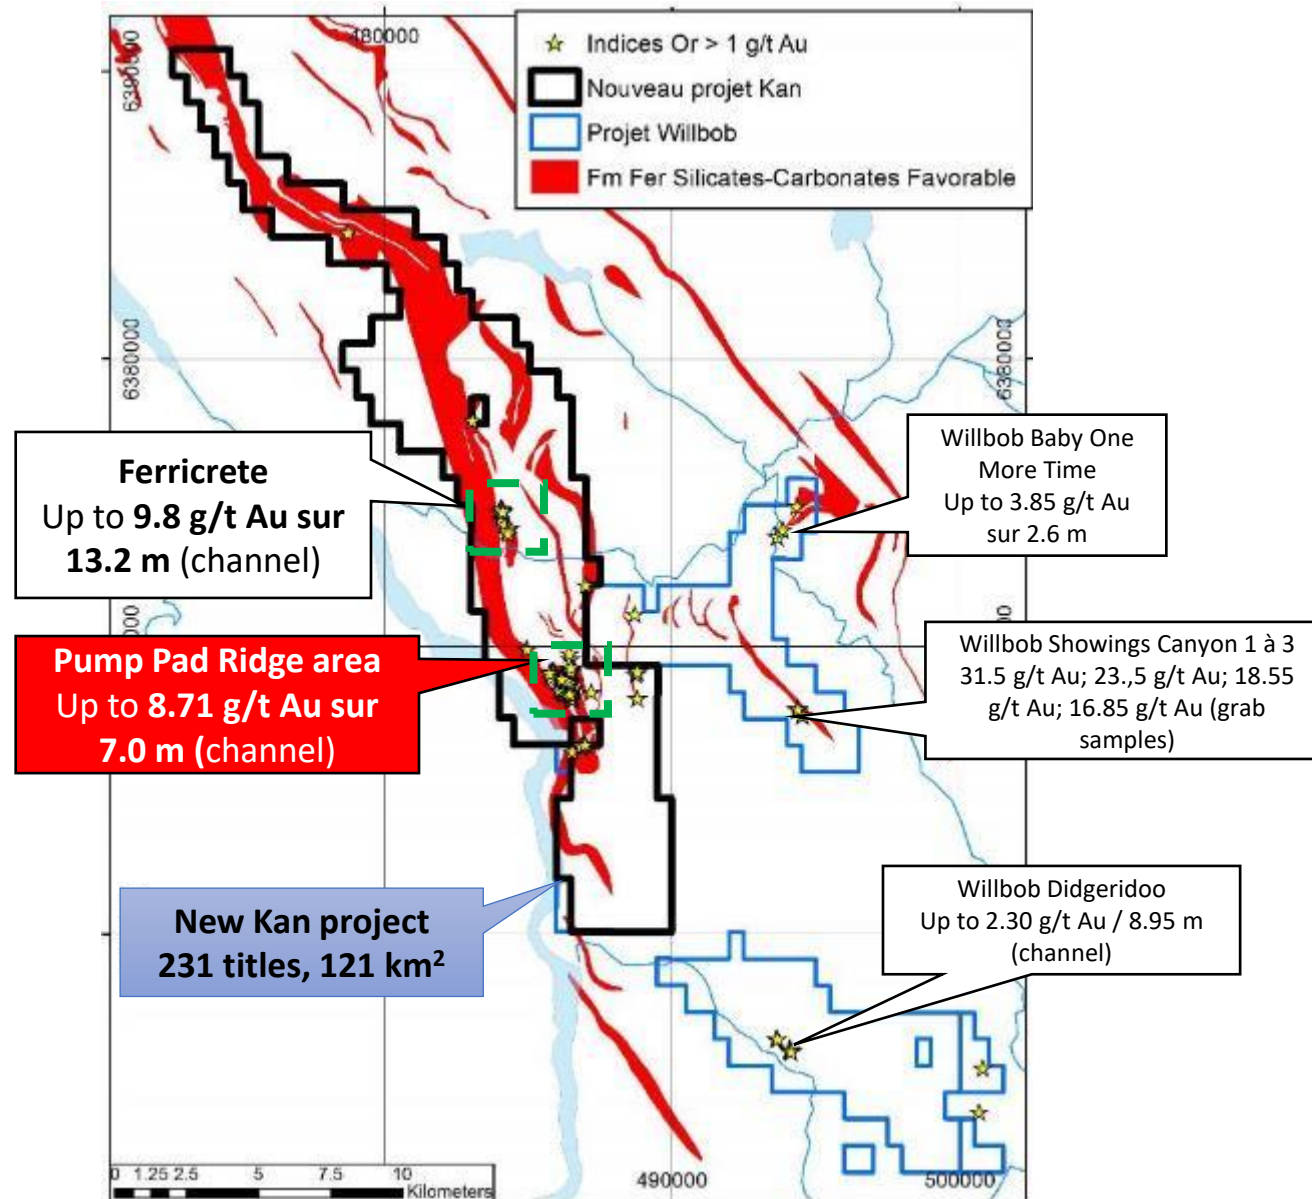 480000
6390000
Indices Or > 1 g/t Au
Nouveau projet Kan
Projet Willbob
Fm Fer Silicates-Carbonates Favorable
6380000
6380000
Ferricrete
Up to 9.8 g/t Au sur
13.2 m (channel)
Willbob Baby One
More Time
Up to 3.85 g/t Au
sur 2.6 m
Pump Pad Ridge area
Up to 8.71 g/t Au sur
7.0 m (channel)
Willbob Showings Canyon 1 à 3
31.5 g/t Au; 23.,5 g/t Au; 18.55
g/t Au; 16.85 g/t Au (grab
samples)
New Kan project
231 titles, 121 km²
Willbob Didgeridoo
Up to 2.30 g/t Au / 8.95 m
(channel)
0 1.25 2.5 5 7.5 10
Kilometers
490000
500000